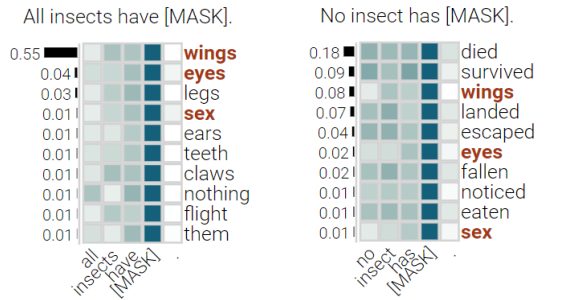 All insects have [MASK].
0.55 wings
0.04 eyes
0.03 legs
0.01 sex
0.01 ears
0.01 teeth
0.01 claws
0.01 nothing
0.01 flight
0.01 them
all insects have [MASK] .
No insect has [MASK].
0.18 died
0.09 survived
0.08 wings
0.07 landed
0.04 escaped
0.02 eyes
0.02 fallen
0.01 noticed
0.01 eaten
0.01 sex
no insect has [MASK] .